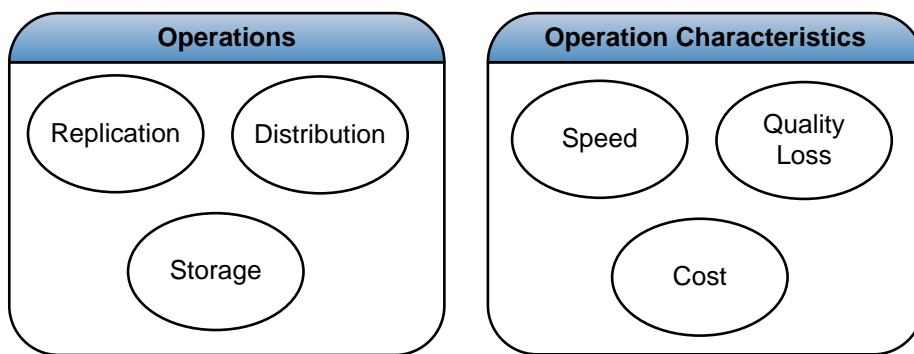 Operations
Replication
Distribution
Storage
Operation Characteristics
Speed
Quality
Loss
Cost